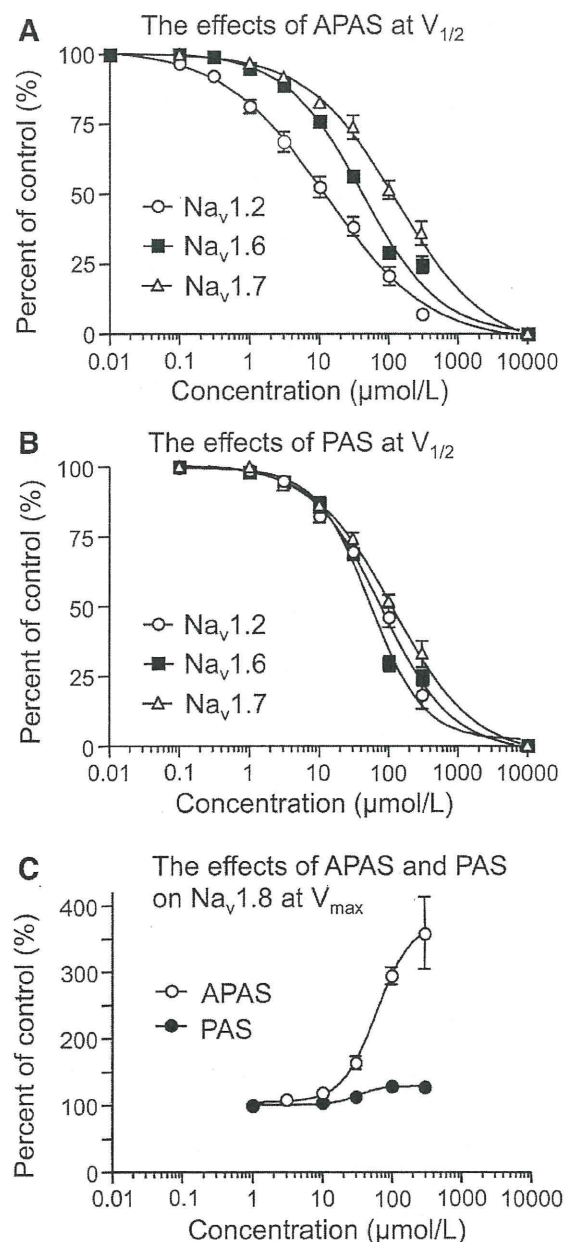 A
The effects of APAS at V1/2
Percent of control (%)
100
75
50
25
0
Nav1.2
Nav1.6
Nav1.7
0.01 0.1 1 10 100 1000 10000
Concentration (µmol/L)
B
The effects of PAS at V1/2
Percent of control (%)
100
75
50
25
0
Nav1.2
Nav1.6
Nav1.7
0.01 0.1 1 10 100 1000 10000
Concentration (µmol/L)
C
The effects of APAS and PAS
on Nav1.8 at Vmax
Percent of control (%)
400
300
200
100
0
APAS
PAS
0.01 0.1 1 10 100 1000 10000
Concentration (µmol/L)